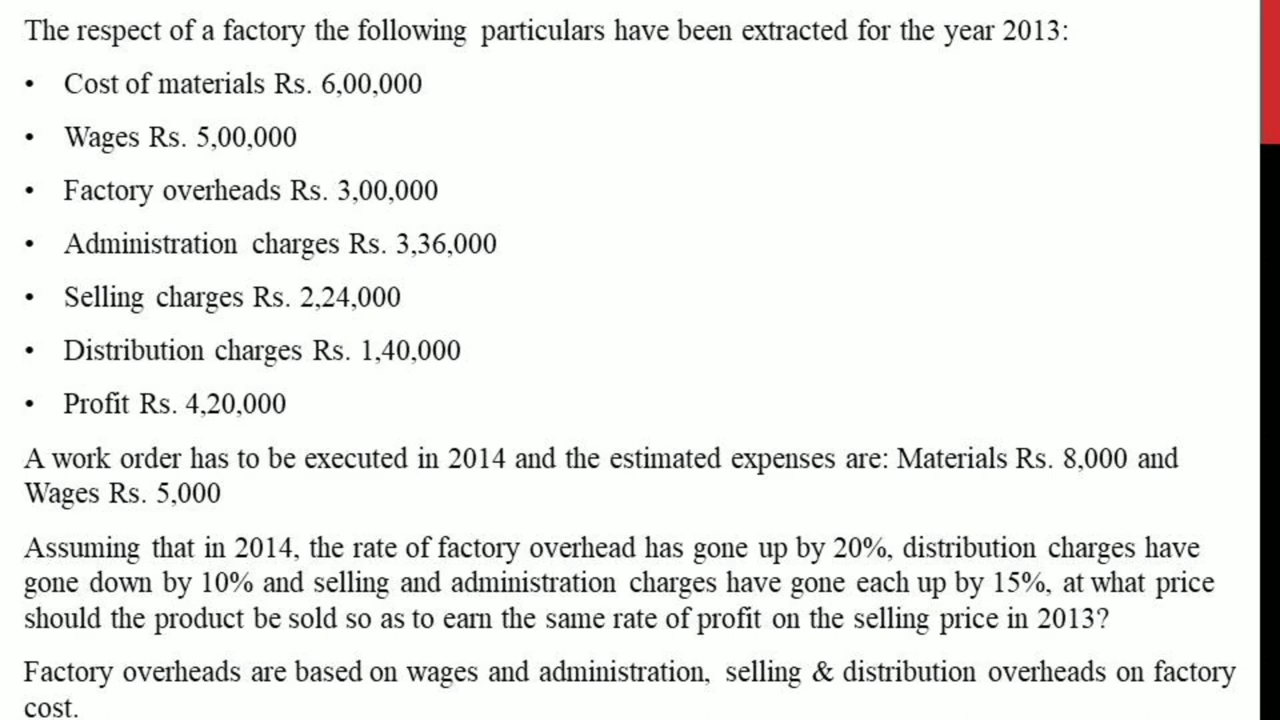 The respect of a factory the following particulars have been extracted for the year 2013:
• Cost of materials Rs. 6,00,000
• Wages Rs. 5,00,000
• Factory overheads Rs. 3,00,000
• Administration charges Rs. 3,36,000
• Selling charges Rs. 2,24,000
• Distribution charges Rs. 1,40,000
• Profit Rs. 4,20,000
A work order has to be executed in 2014 and the estimated expenses are: Materials Rs. 8,000 and
Wages Rs. 5,000
Assuming that in 2014, the rate of factory overhead has gone up by 20%, distribution charges have
gone down by 10% and selling and administration charges have gone each up by 15%, at what price
should the product be sold so as to earn the same rate of profit on the selling price in 2013?
Factory overheads are based on wages and administration, selling & distribution overheads on factory
cost.